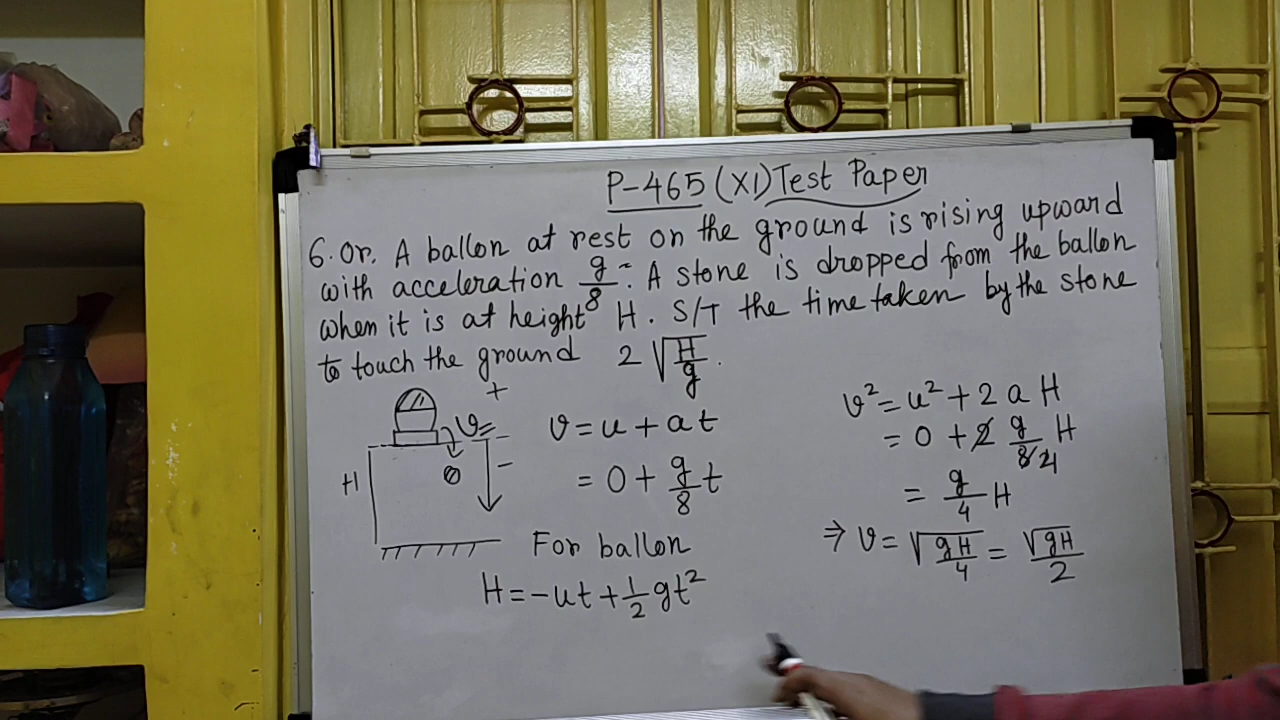 P-465 (XI) Test Paper
6. Or. A ballon at rest on the ground is rising upward
with acceleration g/8. A stone is dropped from the ballon
when it is at height H. S/T the time taken by the stone
to touch the ground 2√(H/g).
+
v=
-
-
H
v = u + at
= 0 + g/8 t
For ballon
H = -ut + 1/2 gt²
v² = u² + 2 a H
= 0 + 2 g/8 4 H
= g/4 H
⇒ v = √(gH/4) = √gH/2